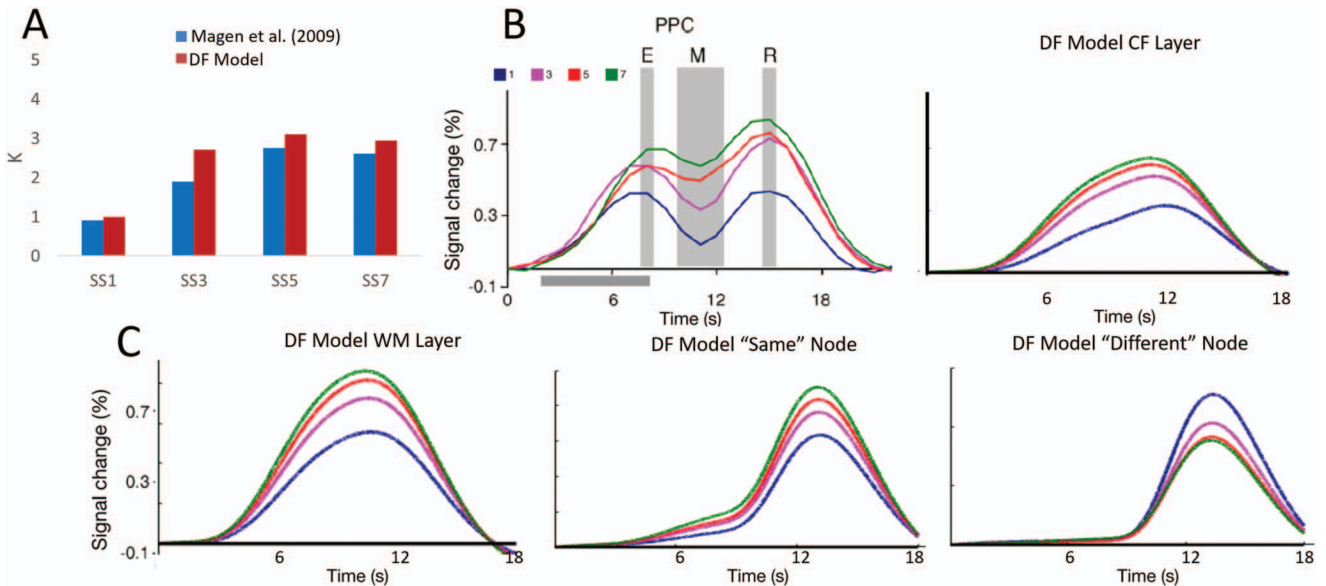 A
Magen et al. (2009)
DF Model
5
4
3
2
1
0
K
SS1 SS3 SS5 SS7
B
PPC
E M R
1 3 5 7
Signal change (%)
0.7
0.3
-0.1
0 6 12 18
Time (s)
DF Model CF Layer
6 12 18
Time (s)
C
DF Model WM Layer
Signal change (%)
0.7
0.3
-0.1
6 12 18
Time (s)
DF Model "Same" Node
6 12 18
Time (s)
DF Model "Different" Node
6 12 18
Time (s)